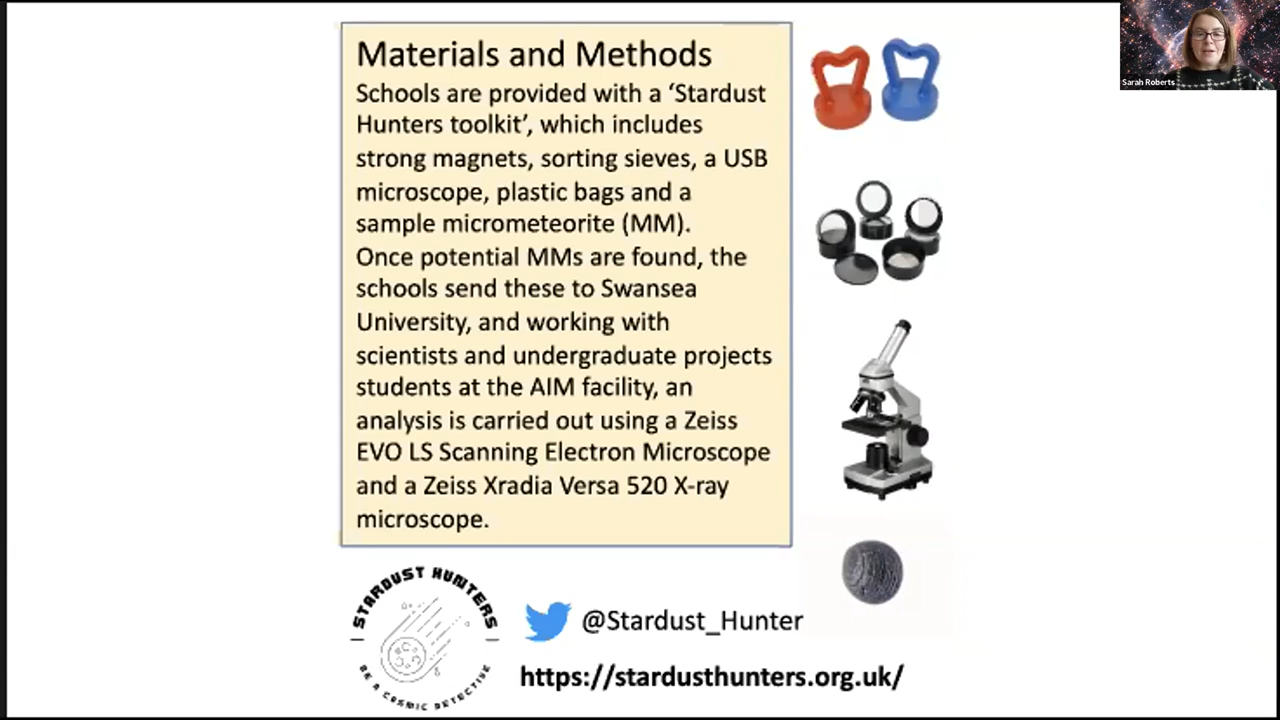 Materials and Methods
Schools are provided with a ‘Stardust
Hunters toolkit’, which includes
strong magnets, sorting sieves, a USB
microscope, plastic bags and a
sample micrometeorite (MM).
Once potential MMs are found, the
schools send these to Swansea
University, and working with
scientists and undergraduate projects
students at the AIM facility, an
analysis is carried out using a Zeiss
EVO LS Scanning Electron Microscope
and a Zeiss Xradia Versa 520 X-ray
microscope.
Sarah Roberts
STARDUST HUNTERS
BE A COSMIC DETECTIVE
@Stardust_Hunter
https://stardusthunters.org.uk/